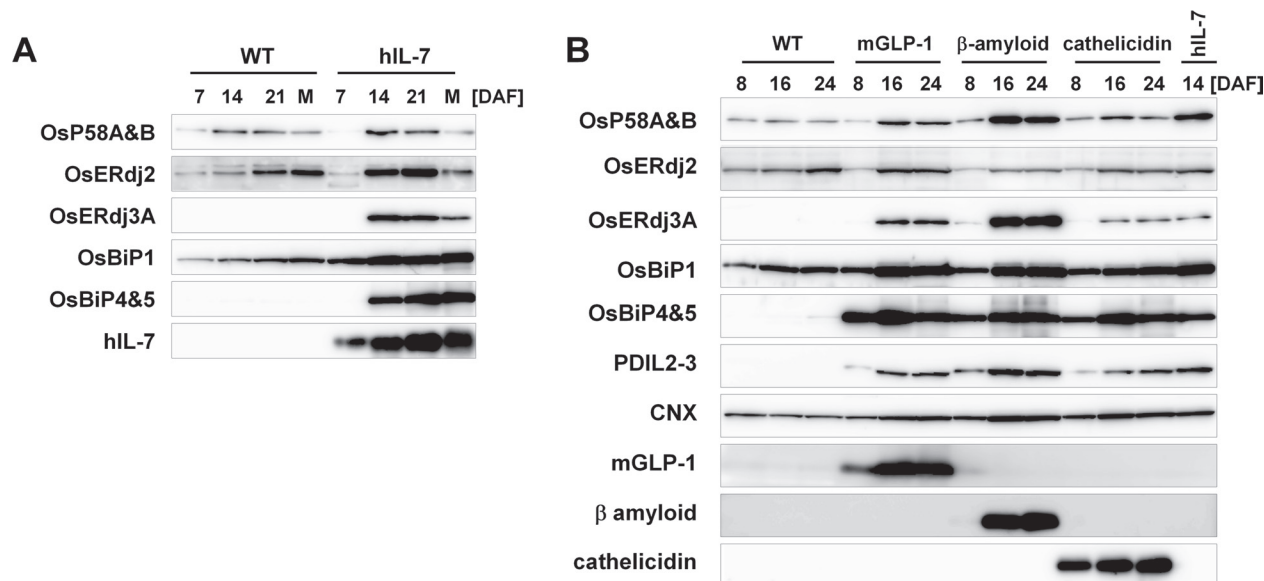 A
WT hIL-7
7 14 21 M 7 14 21 M [DAF]
OsP58A&B
OsERdj2
OsERdj3A
OsBiP1
OsBiP4&5
hIL-7
B
WT mGLP-1 β-amyloid cathelicidin hIL-7
8 16 24 8 16 24 8 16 24 8 16 24 14 [DAF]
OsP58A&B
OsERdj2
OsERdj3A
OsBiP1
OsBiP4&5
PDIL2-3
CNX
mGLP-1
β amyloid
cathelicidin